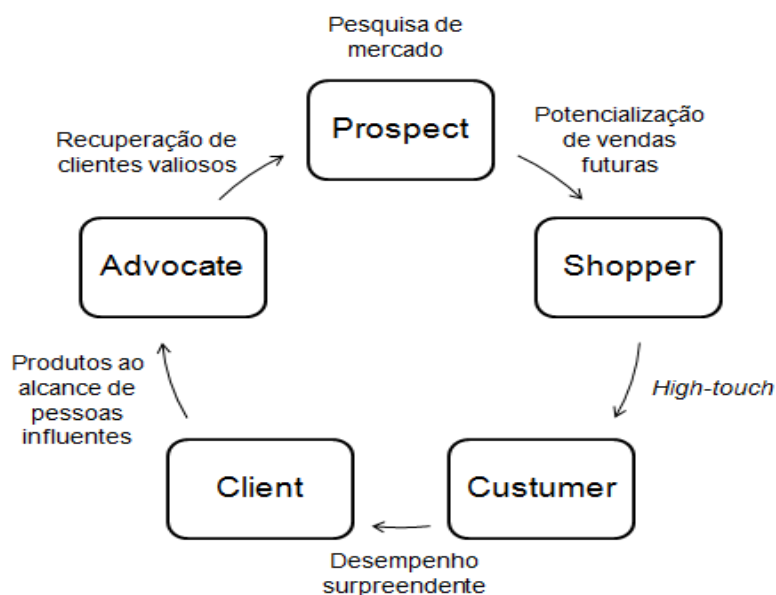 Pesquisa de
mercado
Prospect
Potencialização
de vendas
futuras
Shopper
High-touch
Custumer
Desempenho
surpreendente
Client
Produtos ao
alcance de
pessoas
influentes
Advocate
Recuperação de
clientes valiosos